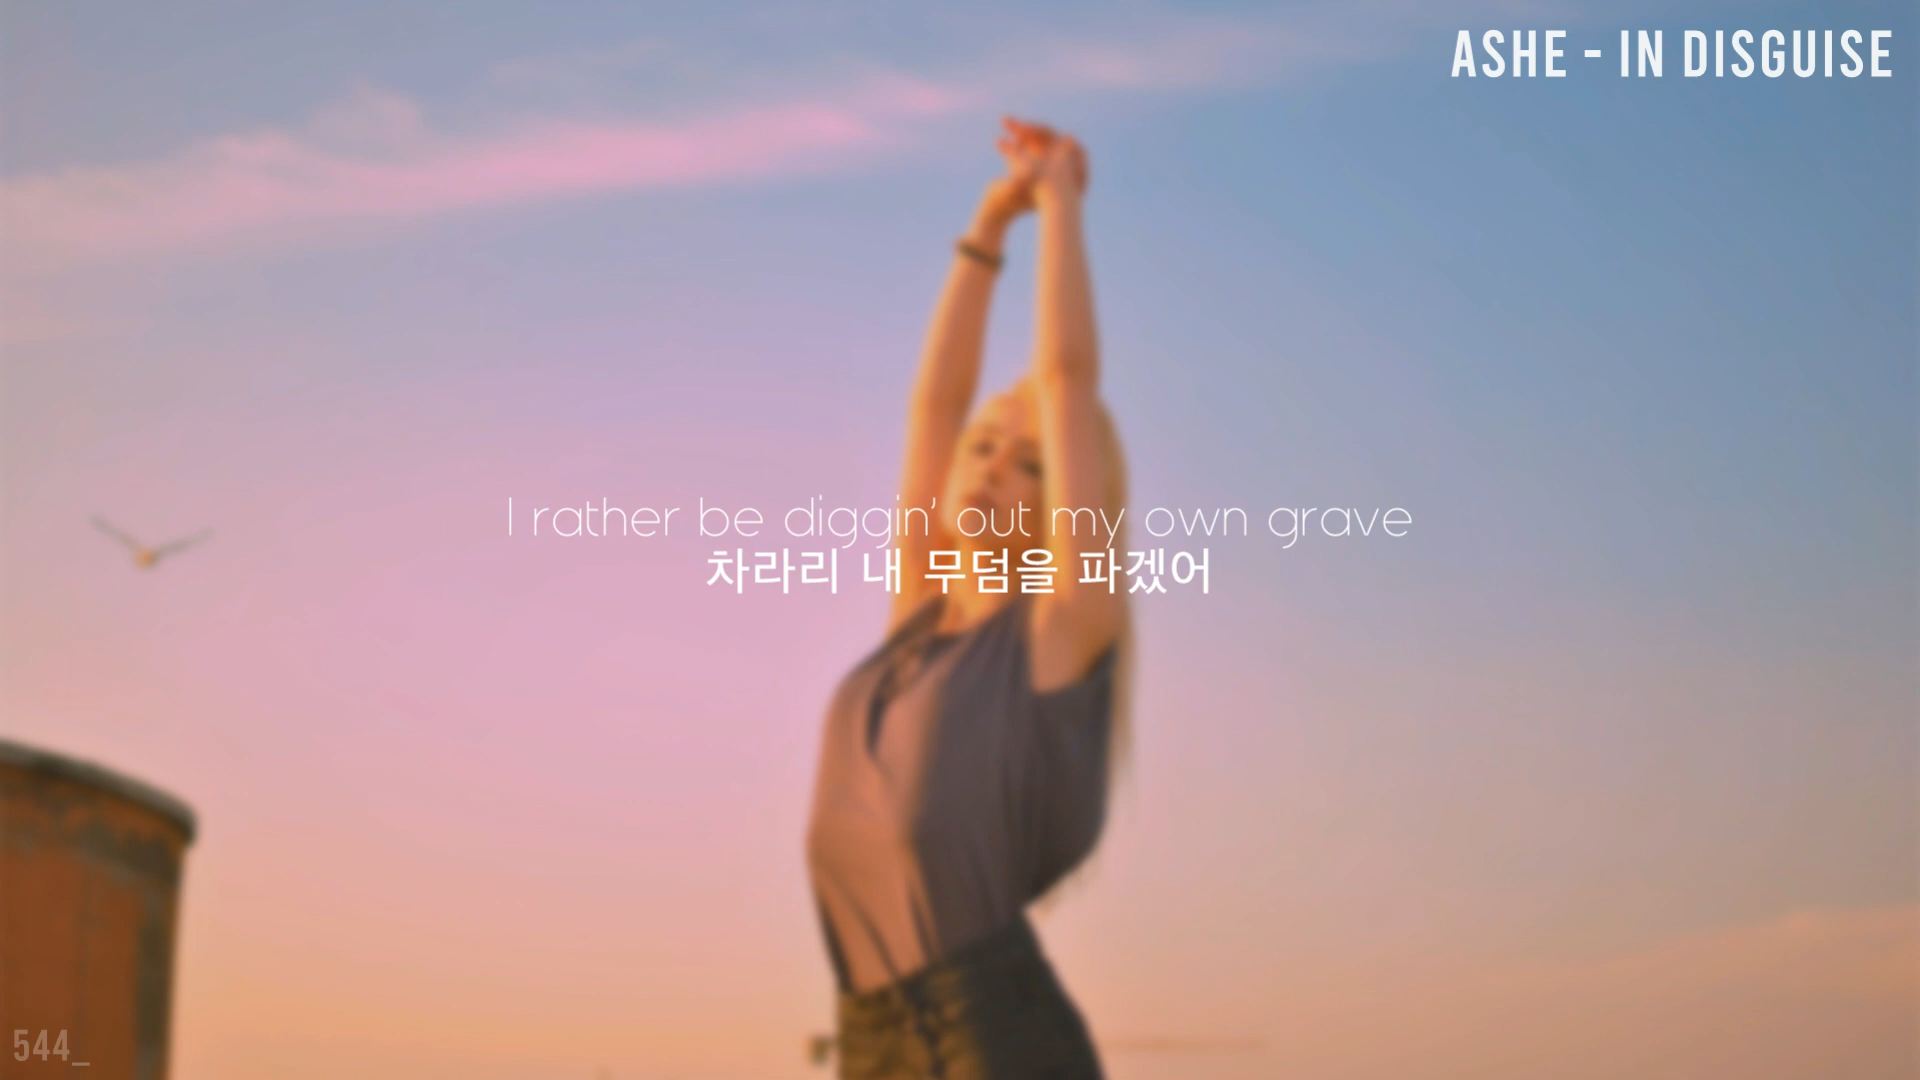 ASHE - IN DISGUISE
I rather be diggin' out my own grave
차라리 내 무덤을 파겠어
544_